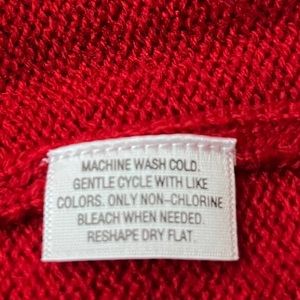 MACHINE WASH COLD.
GENTLE CYCLE WITH LIKE
COLORS. ONLY NON-CHLORINE
BLEACH WHEN NEEDED.
RESHAPE DRY FLAT.